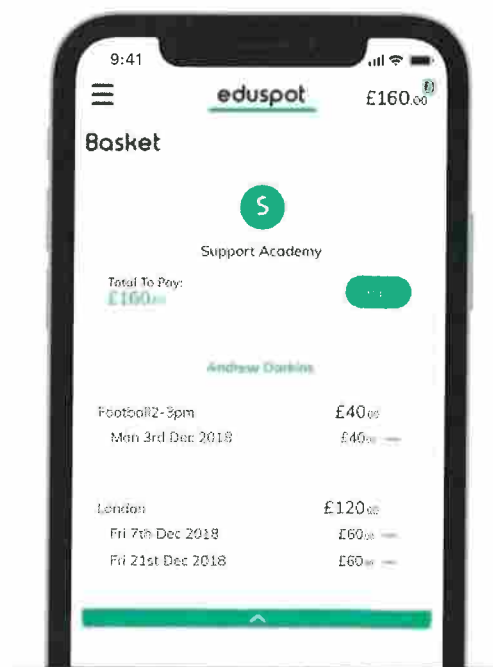 9:41
eduspot £160.00
Basket
S
Support Academy
Total To Pay:
£160.00
Andrew
Football 2-3pm £40.00
Mon 3rd Dec 2018 £40.00
London £120.00
Fri 7th Dec 2018 £60.00
Fri 21st Dec 2018 £60.00